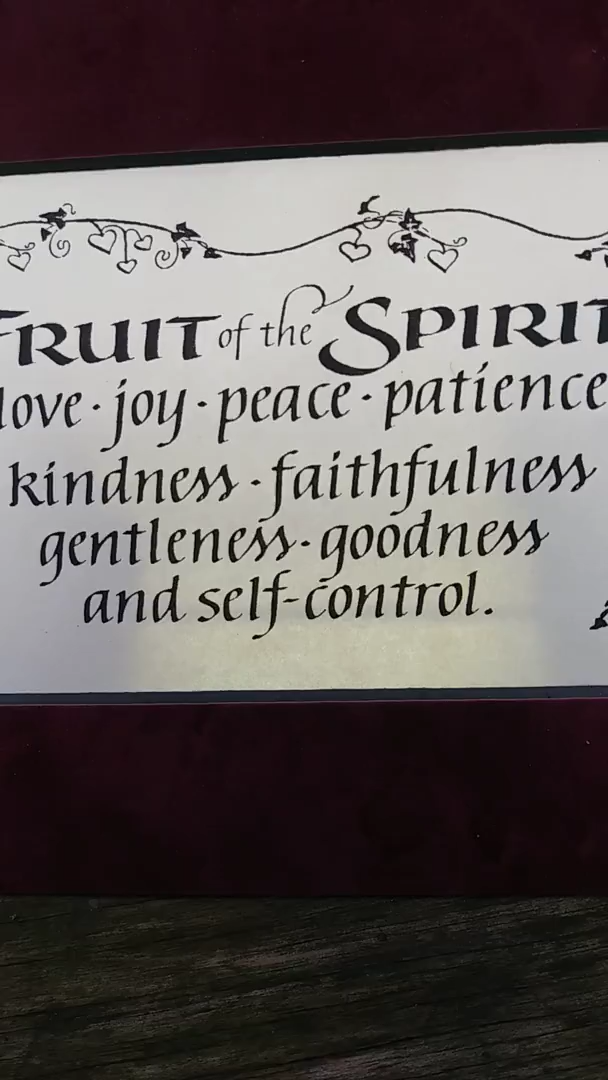 FRUIT of the SPIRIT
love · joy · peace · patience
kindness · faithfulness
gentleness · goodness
and self-control.